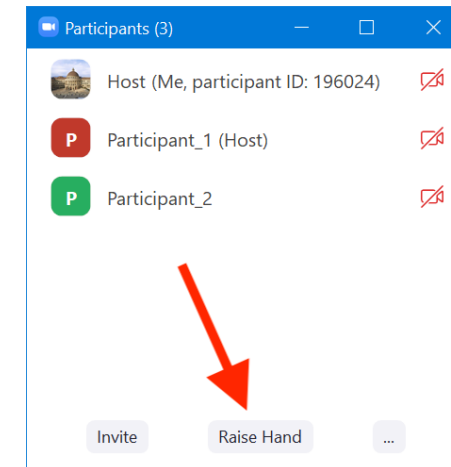 Participants (3)
Host (Me, participant ID: 196024)
P Participant_1 (Host)
P Participant_2
Invite Raise Hand ...